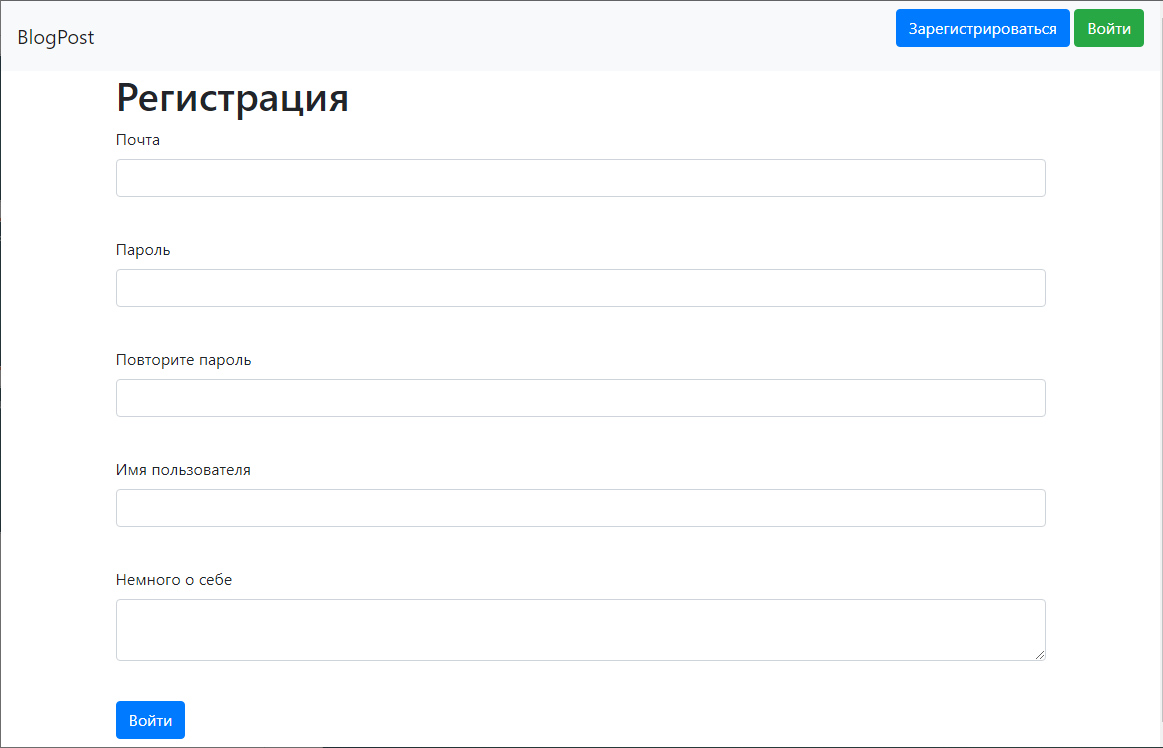 BlogPost
Зарегистрироваться
Войти
Регистрация
Почта
Пароль
Повторите пароль
Имя пользователя
Немного о себе
Войти